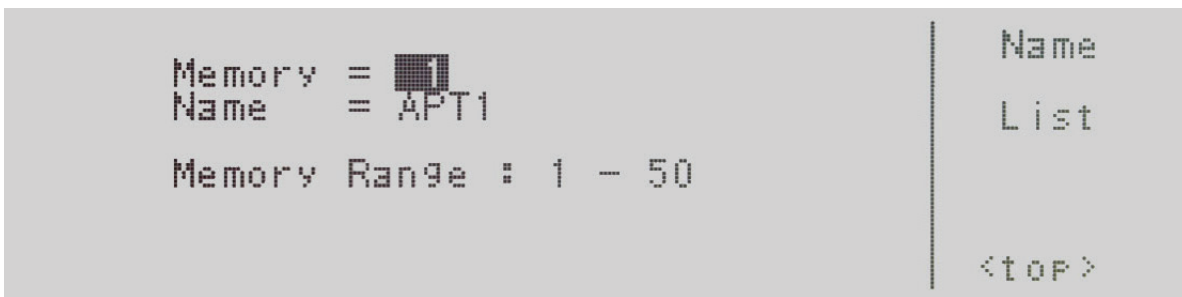 Memory = 1
Name = APT1
Memory Range : 1 - 50
Name
List
<top>